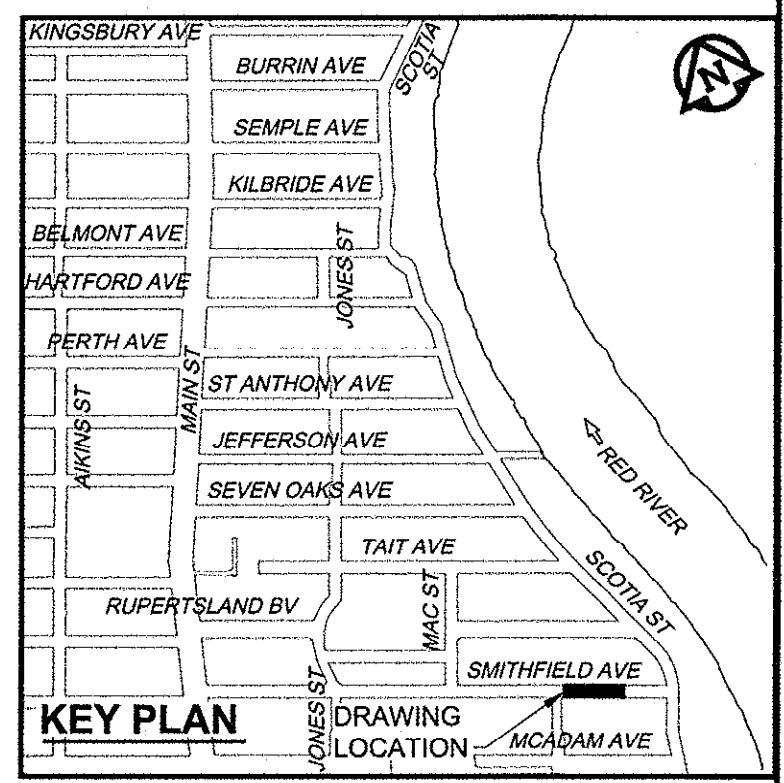 KINGSBURY AVE
BURRIN AVE
SCOTIA
ST
N
SEMPLE AVE
KILBRIDE AVE
BELMONT AVE
JONES ST
HARTFORD AVE
PERTH AVE
MAIN ST
ST ANTHONY AVE
AIKINS ST
JEFFERSON AVE
RED RIVER
SEVEN OAKS AVE
TAIT AVE
SCOTIA ST
MAC ST
RUPERTSLAND BV
SMITHFIELD AVE
JONES ST
KEY PLAN
DRAWING
LOCATION
MCADAM AVE